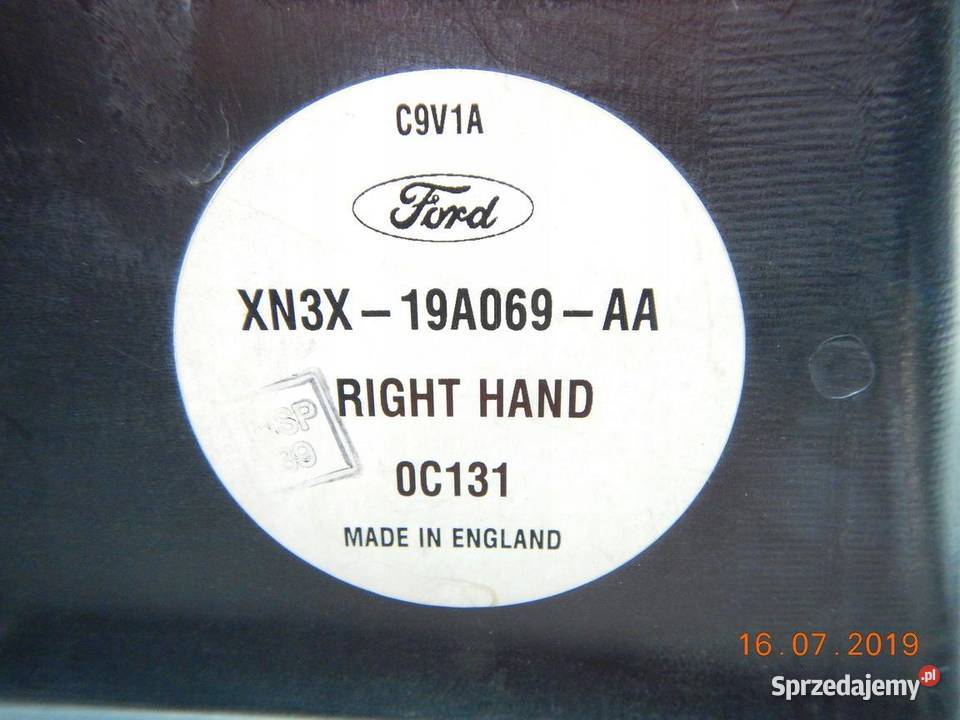 C9V1A
Ford
XN3X-19A069-AA
RIGHT HAND
0C131
MADE IN ENGLAND
16.07.2019
Sprzedajemy.pl